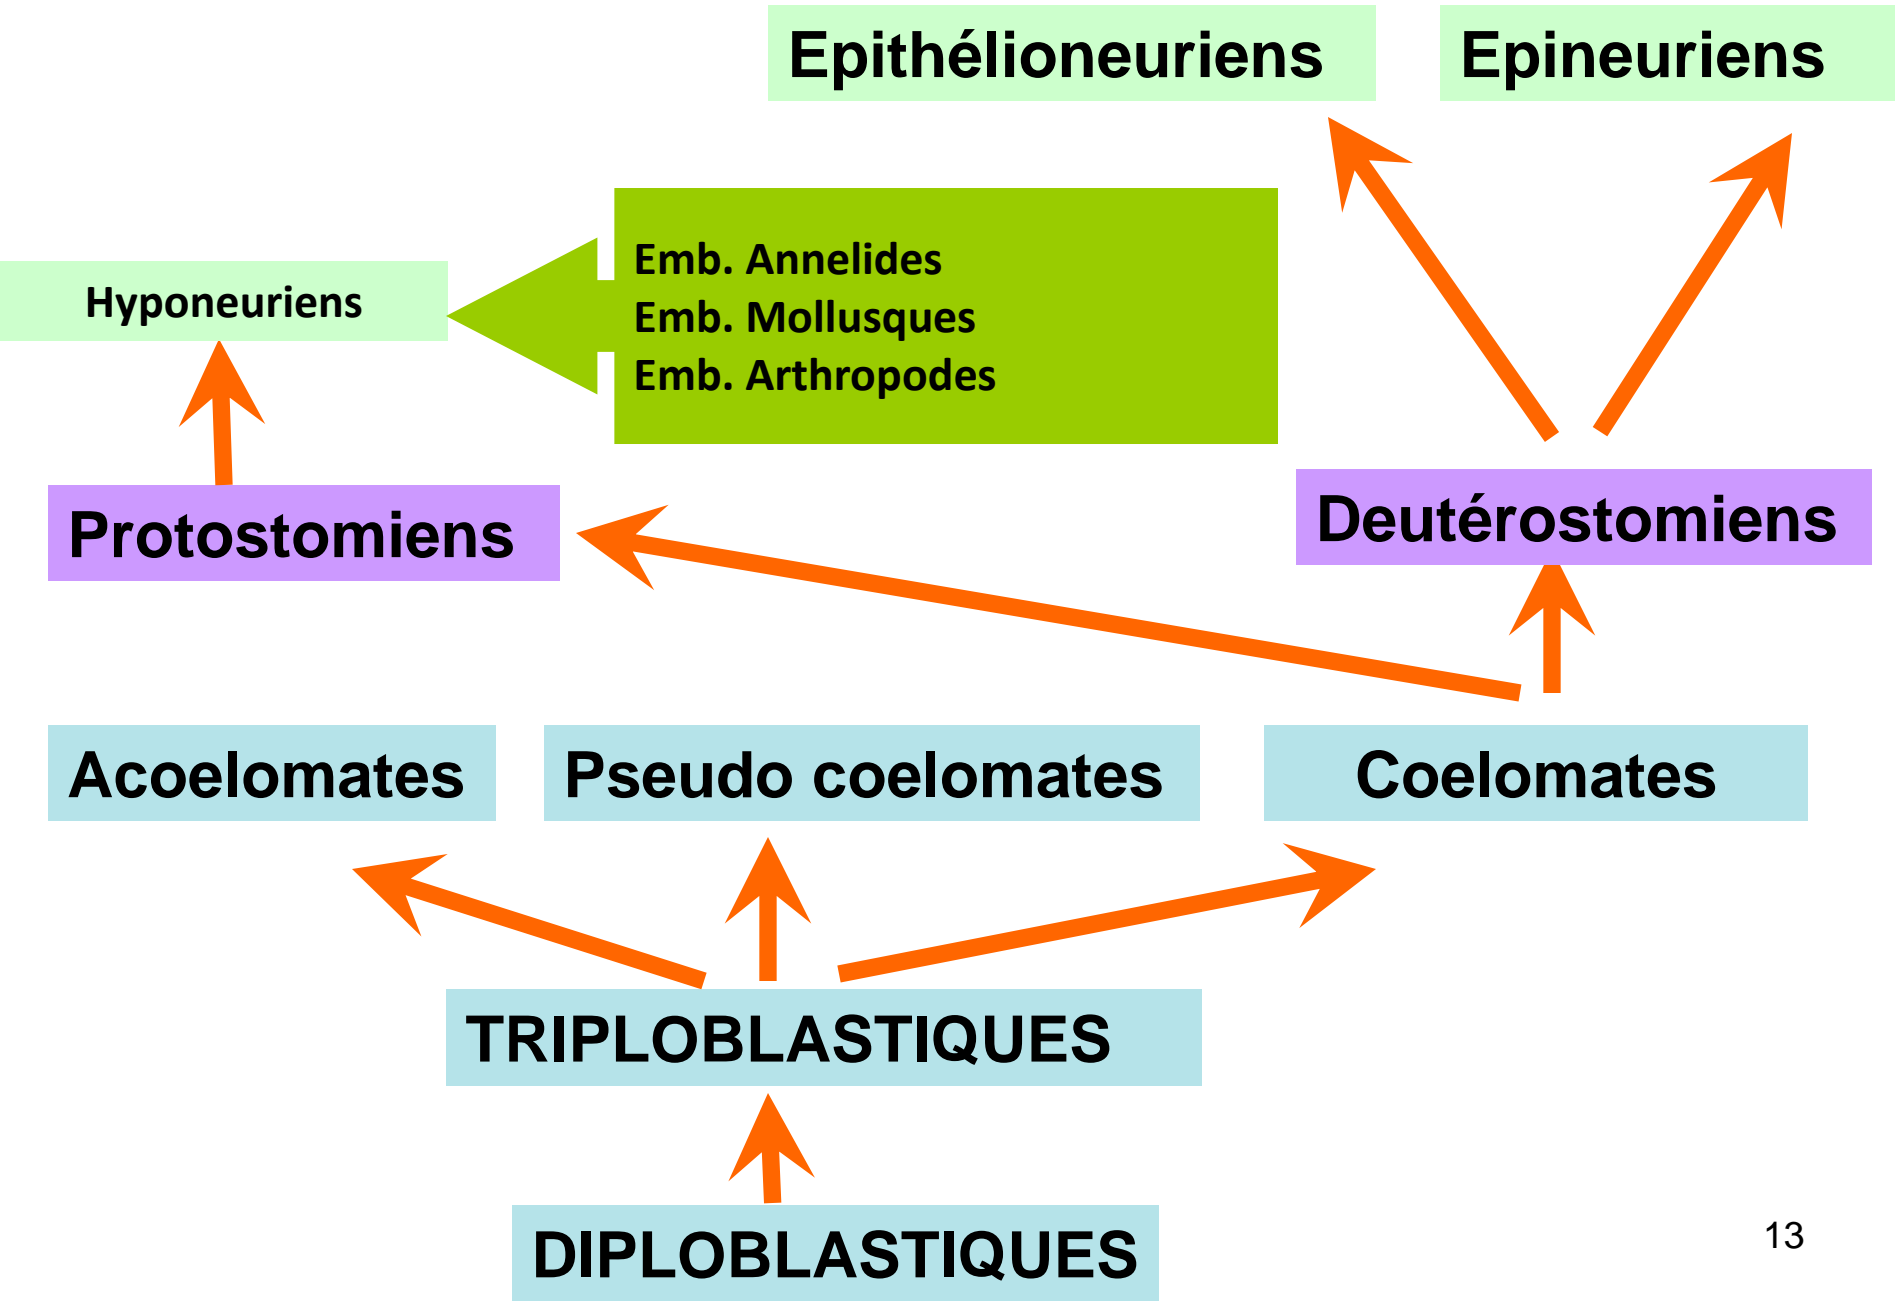 Epithélioneuriens
Epineuriens
Emb. Annelides
Emb. Mollusques
Emb. Arthropodes
Hyponeuriens
Protostomiens
Deutérostomiens
Acoelomates
Pseudo coelomates
Coelomates
TRIPLOBLASTIQUES
DIPLOBLASTIQUES
13